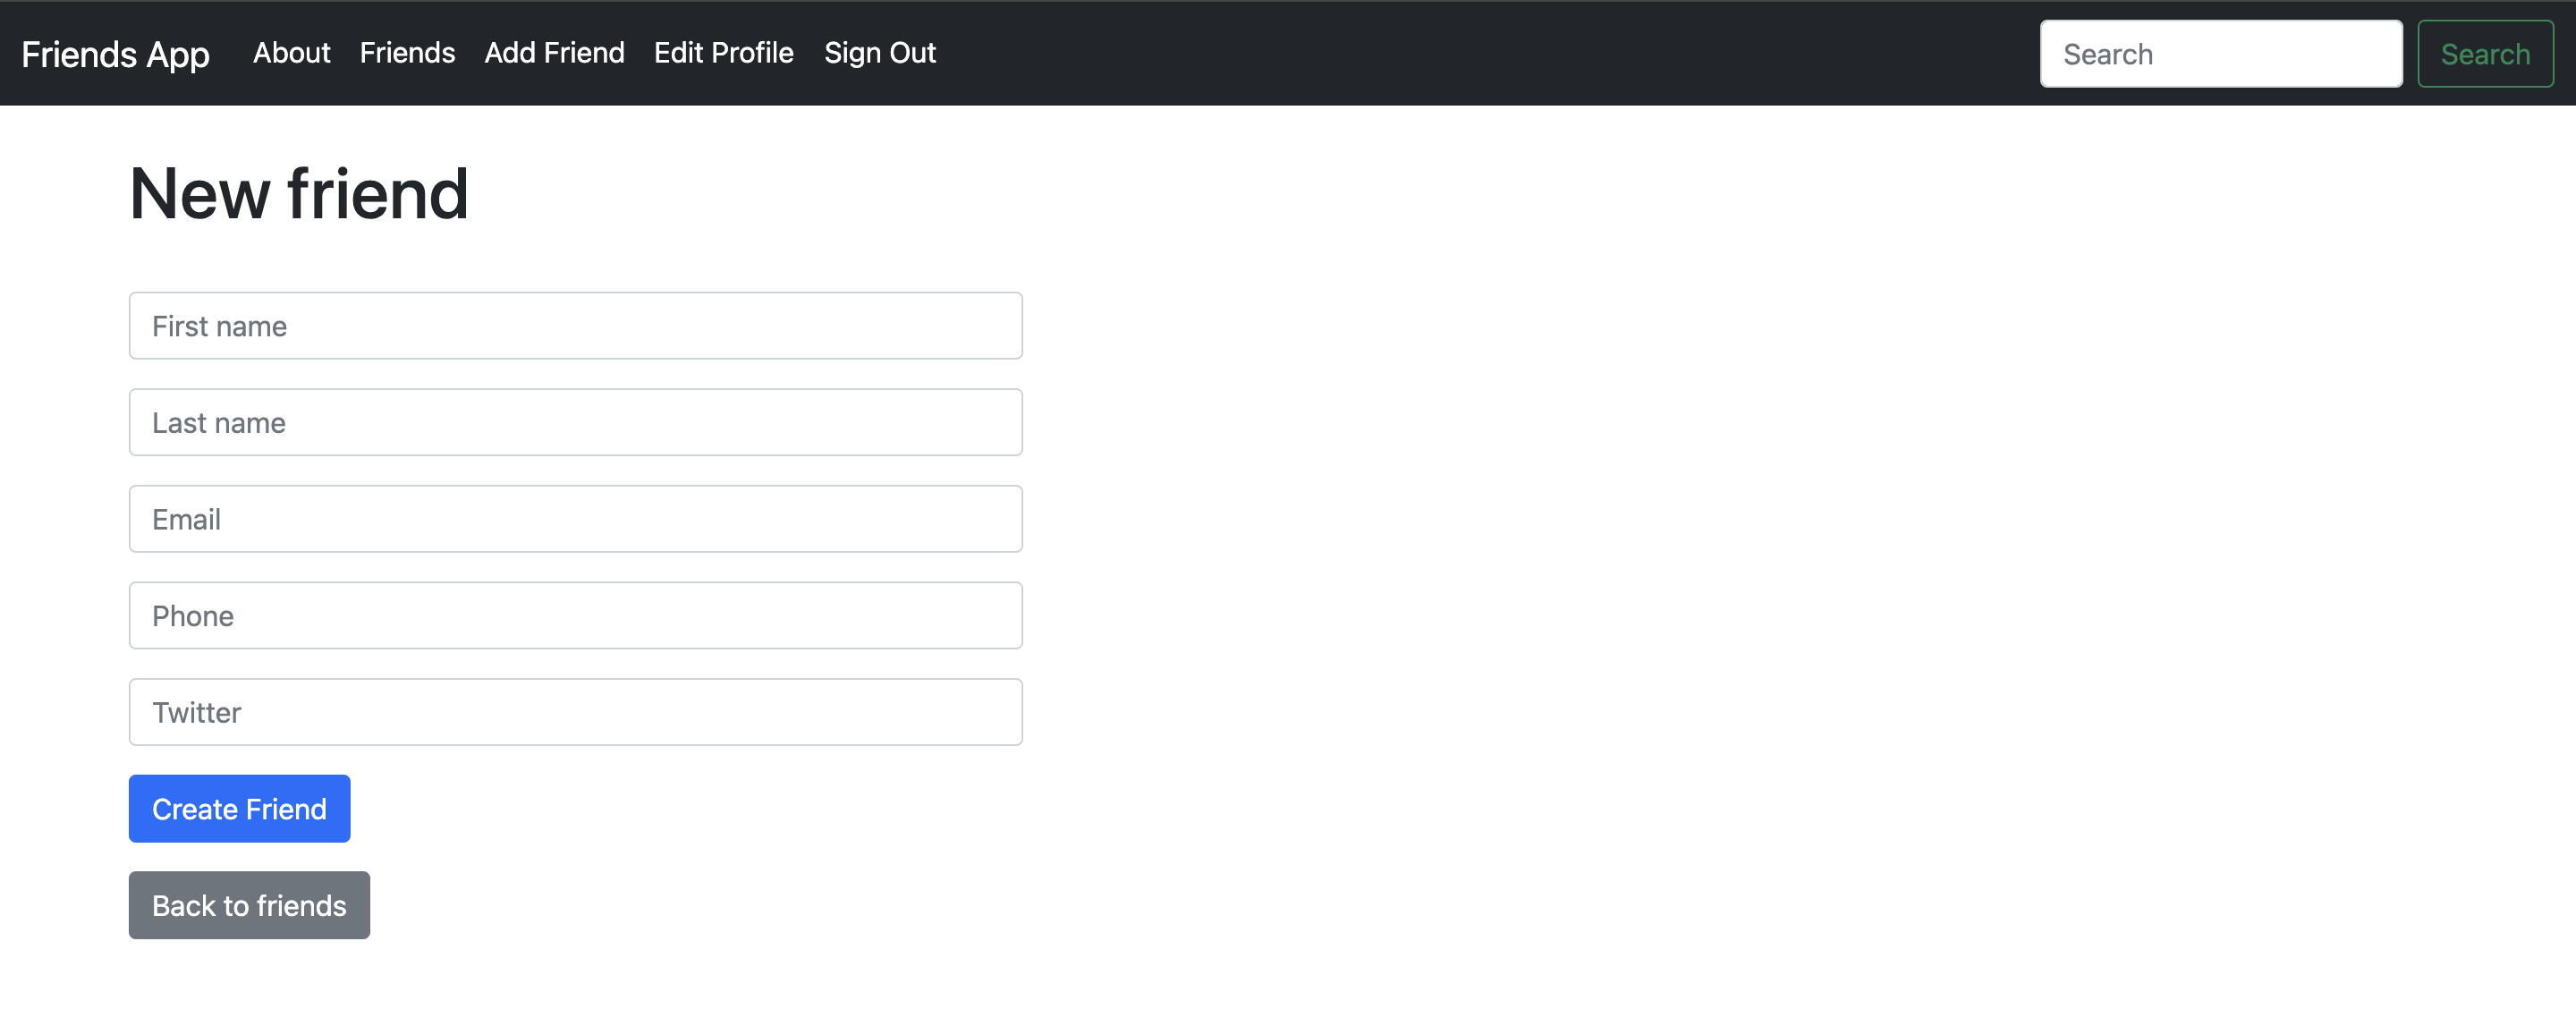 Friends App About Friends Add Friend Edit Profile Sign Out Search Search
New friend
First name
Last name
Email
Phone
Twitter
Create Friend
Back to friends